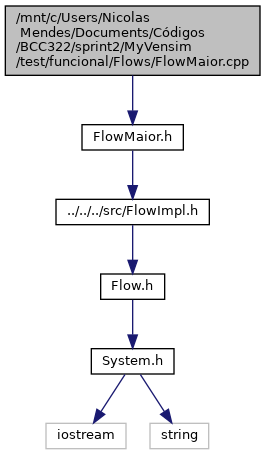 /mnt/c/Users/Nicolas
Mendes/Documents/Códigos
/BCC322/sprint2/MyVensim
/test/funcional/Flows/FlowMaior.cpp
FlowMaior.h
../../../src/FlowImpl.h
Flow.h
System.h
iostream
string